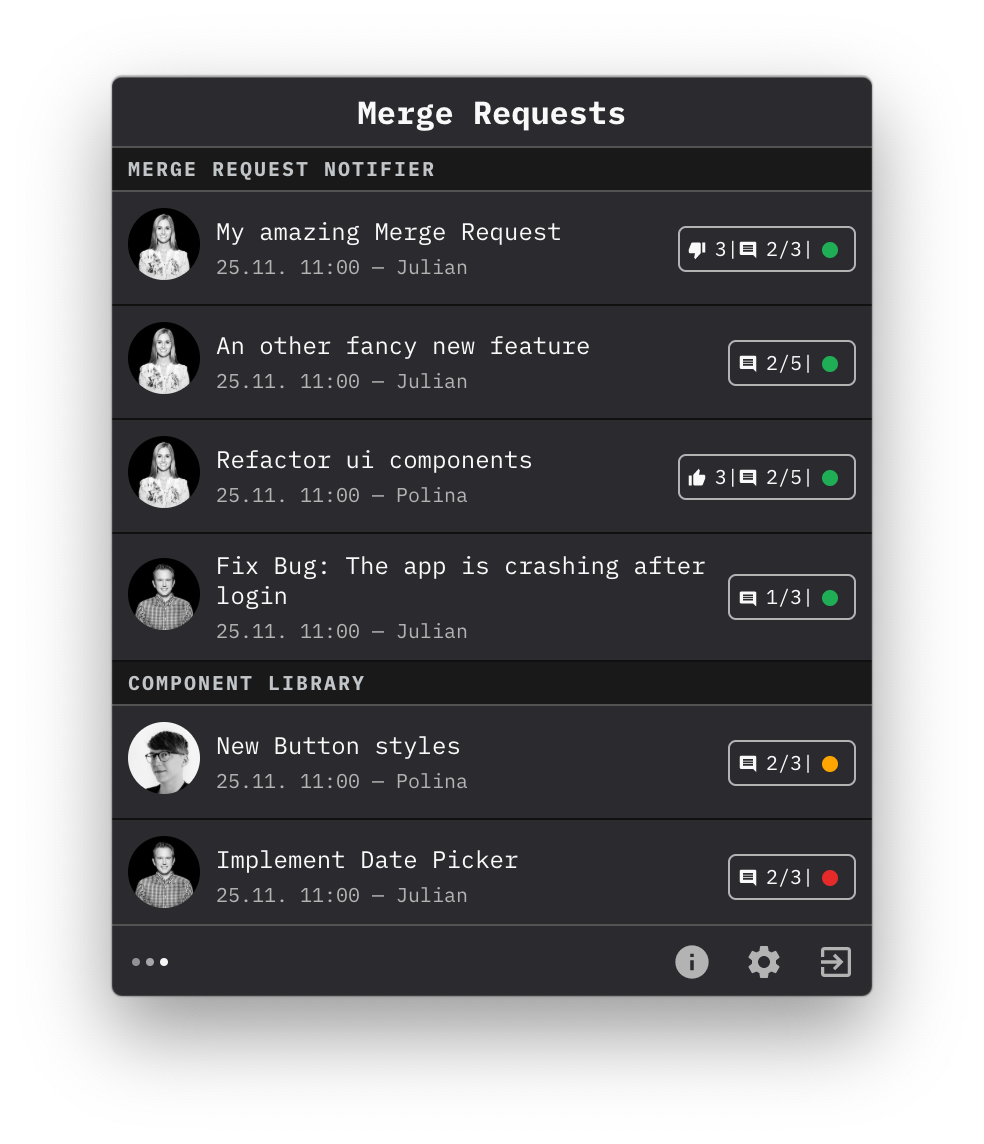 Merge Requests
MERGE REQUEST NOTIFIER
My amazing Merge Request
25.11. 11:00 — Julian
3| 2/3|
An other fancy new feature
25.11. 11:00 — Julian
2/5|
Refactor ui components
25.11. 11:00 — Polina
3| 2/5|
Fix Bug: The app is crashing after
login
25.11. 11:00 — Julian
1/3|
COMPONENT LIBRARY
New Button styles
25.11. 11:00 — Polina
2/3|
Implement Date Picker
25.11. 11:00 — Julian
2/3|